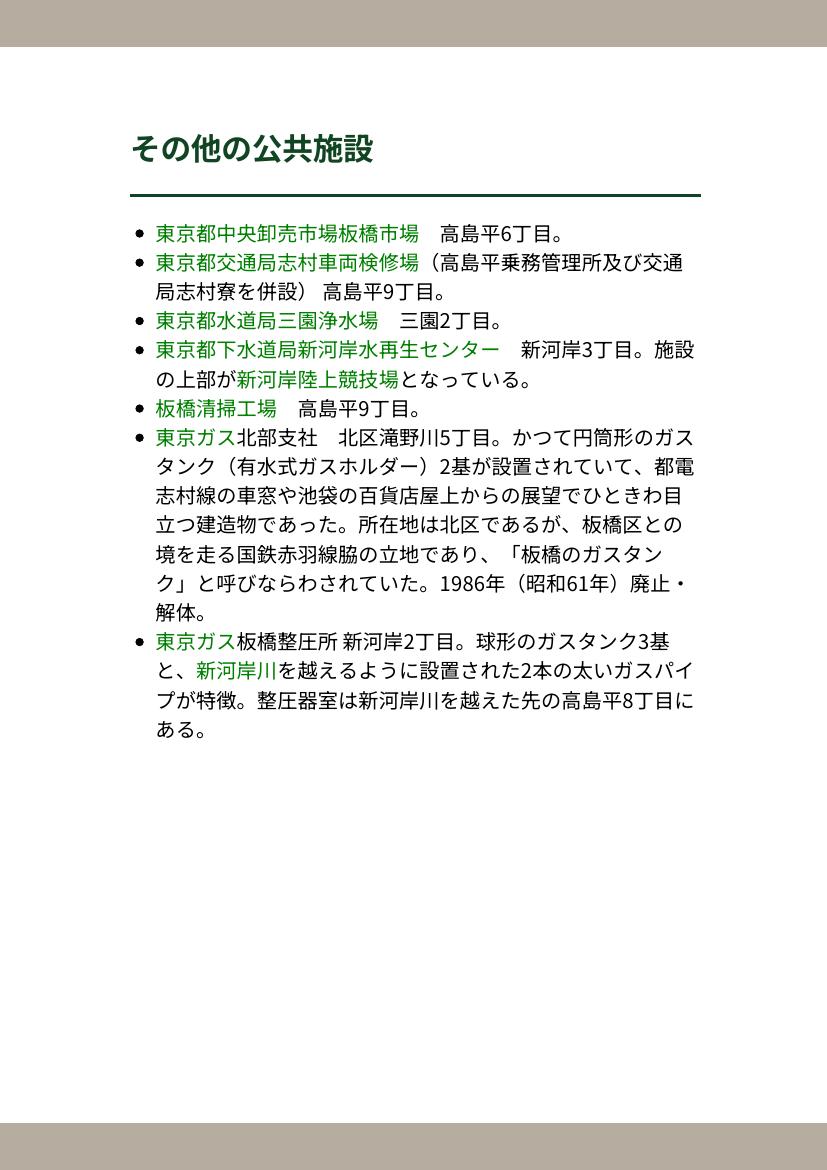 その他の公共施設
東京都中央卸売市場板橋市場　高島平6丁目。
東京都交通局志村車両検修場（高島平乗務管理所及び交通
局志村寮を併設） 高島平9丁目。
東京都水道局三園浄水場　三園2丁目。
東京都下水道局新河岸水再生センター　新河岸3丁目。施設
の上部が新河岸陸上競技場となっている。
板橋清掃工場　高島平9丁目。
東京ガス北部支社　北区滝野川5丁目。かつて円筒形のガス
タンク（有水式ガスホルダー）2基が設置されていて、都電
志村線の車窓や池袋の百貨店屋上からの展望でひときわ目
立つ建造物であった。所在地は北区であるが、板橋区との
境を走る国鉄赤羽線脇の立地であり、「板橋のガスタン
ク」と呼びならわされていた。1986年（昭和61年）廃止・
解体。
東京ガス板橋整圧所 新河岸2丁目。球形のガスタンク3基
と、新河岸川を越えるように設置された2本の太いガスパイ
プが特徴。整圧器室は新河岸川を越えた先の高島平8丁目に
ある。